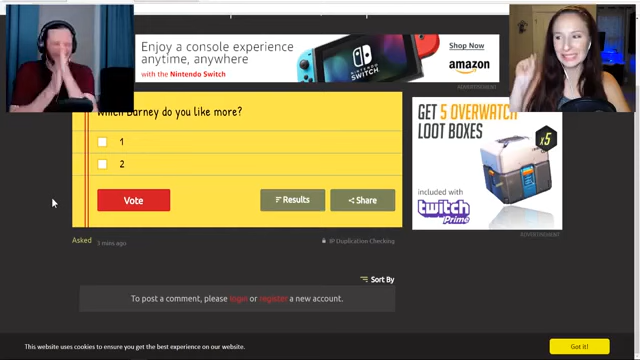 Enjoy a console experience
anytime, anywhere
with the Nintendo Switch
NINTENDO
SWITCH
Shop Now
amazon
ADVERTISEMENT
Which Barney do you like more?
1
2
Vote
Results
Share
GET 5 OVERWATCH
LOOT BOXES
x5
included with
twitch
prime
ADVERTISEMENT
Asked
3 mins ago
IP Duplication Checking
Sort By
To post a comment, please login or register a new account.
This website uses cookies to ensure you get the best experience on our website.
Got it!